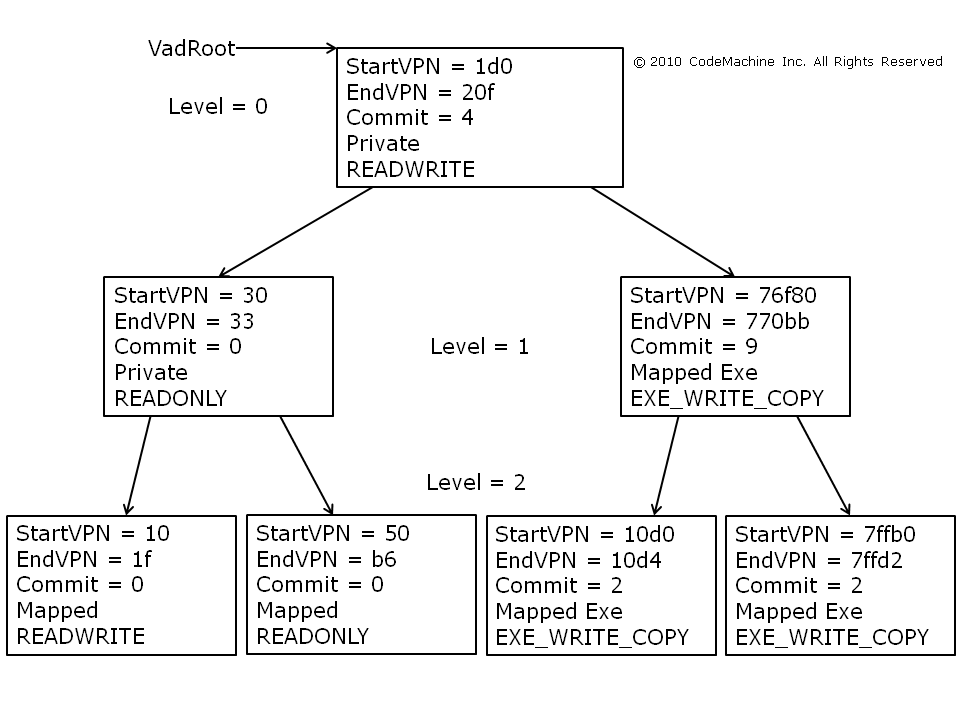 VadRoot
© 2010 CodeMachine Inc. All Rights Reserved
StartVPN = 1d0
EndVPN = 20f
Commit = 4
Private
READWRITE
Level = 0
StartVPN = 30
EndVPN = 33
Commit = 0
Private
READONLY
Level = 1
StartVPN = 76f80
EndVPN = 770bb
Commit = 9
Mapped Exe
EXE_WRITE_COPY
Level = 2
StartVPN = 10
EndVPN = 1f
Commit = 0
Mapped
READWRITE
StartVPN = 50
EndVPN = b6
Commit = 0
Mapped
READONLY
StartVPN = 10d0
EndVPN = 10d4
Commit = 2
Mapped Exe
EXE_WRITE_COPY
StartVPN = 7ffb0
EndVPN = 7ffd2
Commit = 2
Mapped Exe
EXE_WRITE_COPY